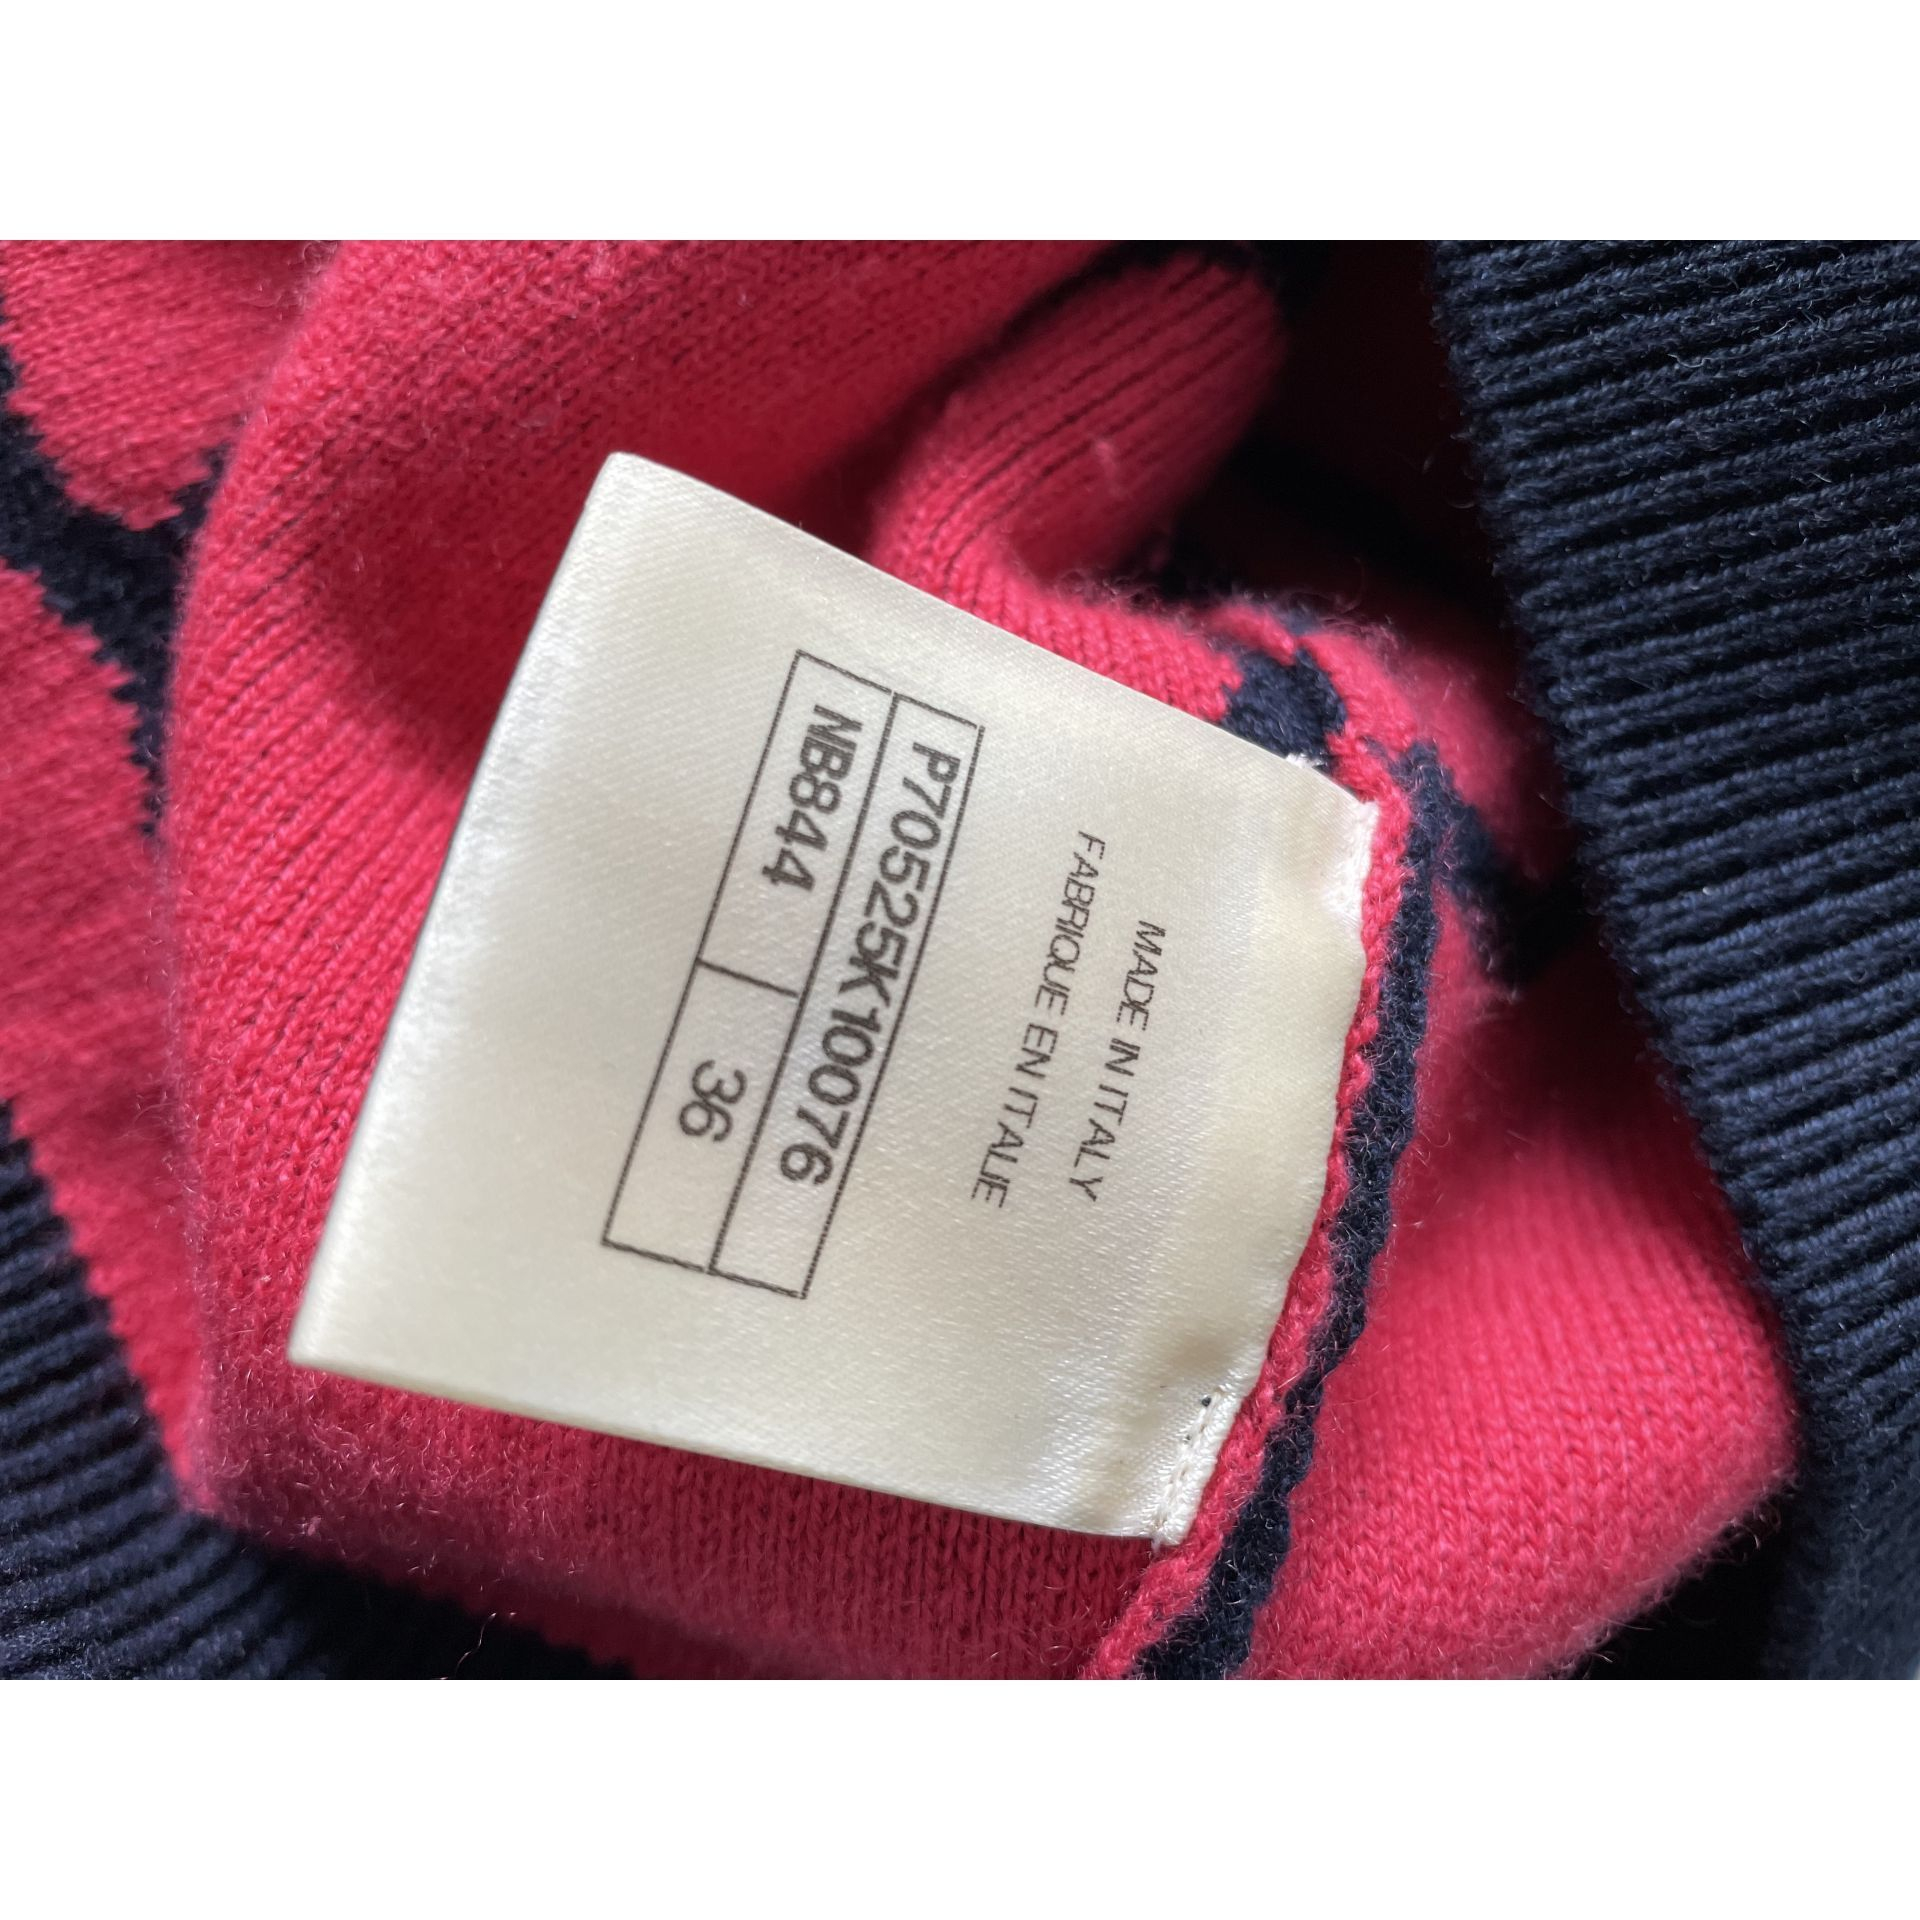 MADE IN ITALY
FABRIQUE EN ITALIE
P70525K10076
NB844 36